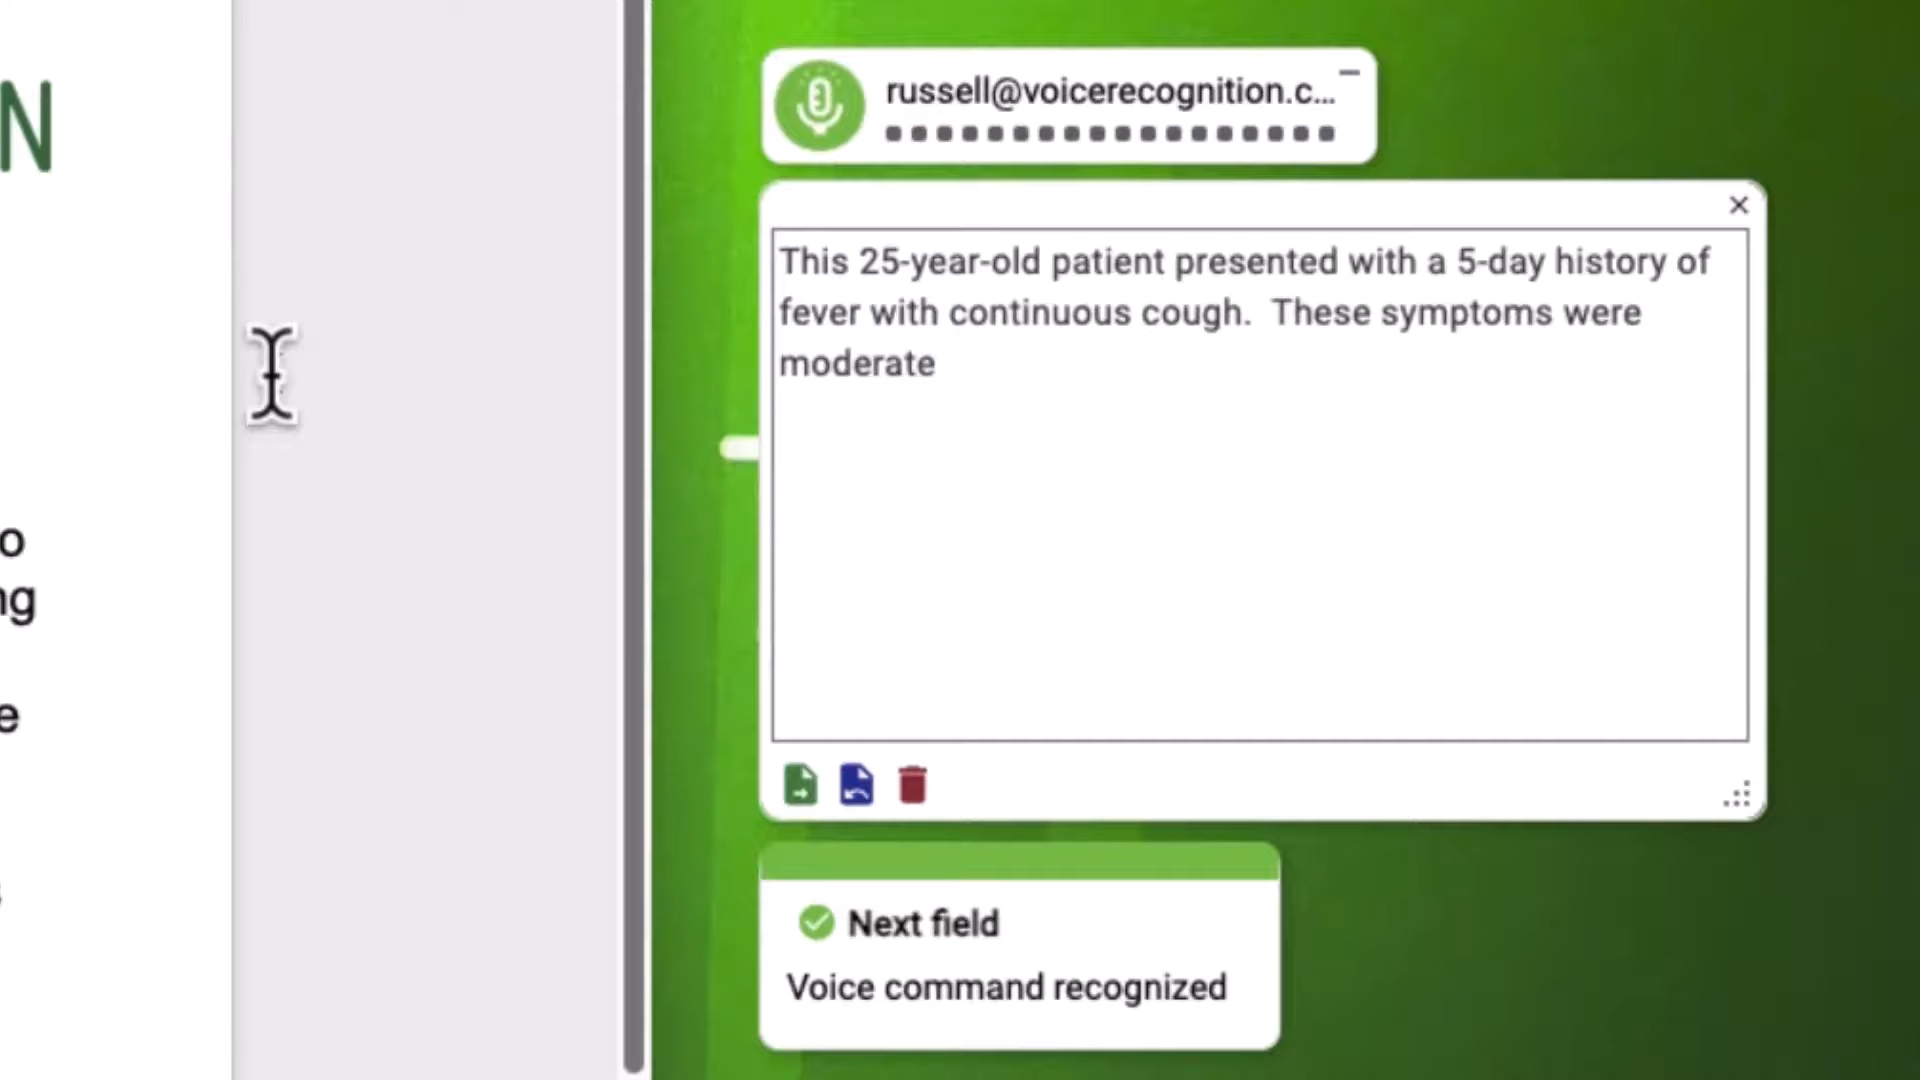 N
o
ng
e
russell@voicerecognition.c...
This 25-year-old patient presented with a 5-day history of
fever with continuous cough.  These symptoms were
moderate
Next field
Voice command recognized